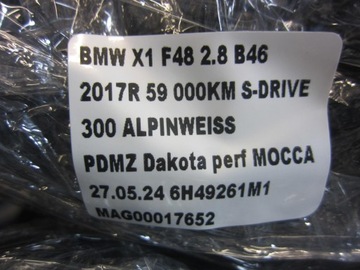 BMW X1 F48 2.8 B46
2017R 59 000KM S-DRIVE
300 ALPINWEISS
PDMZ Dakota perf MOCCA
27.05.24 6H49261M1
MAG00017652